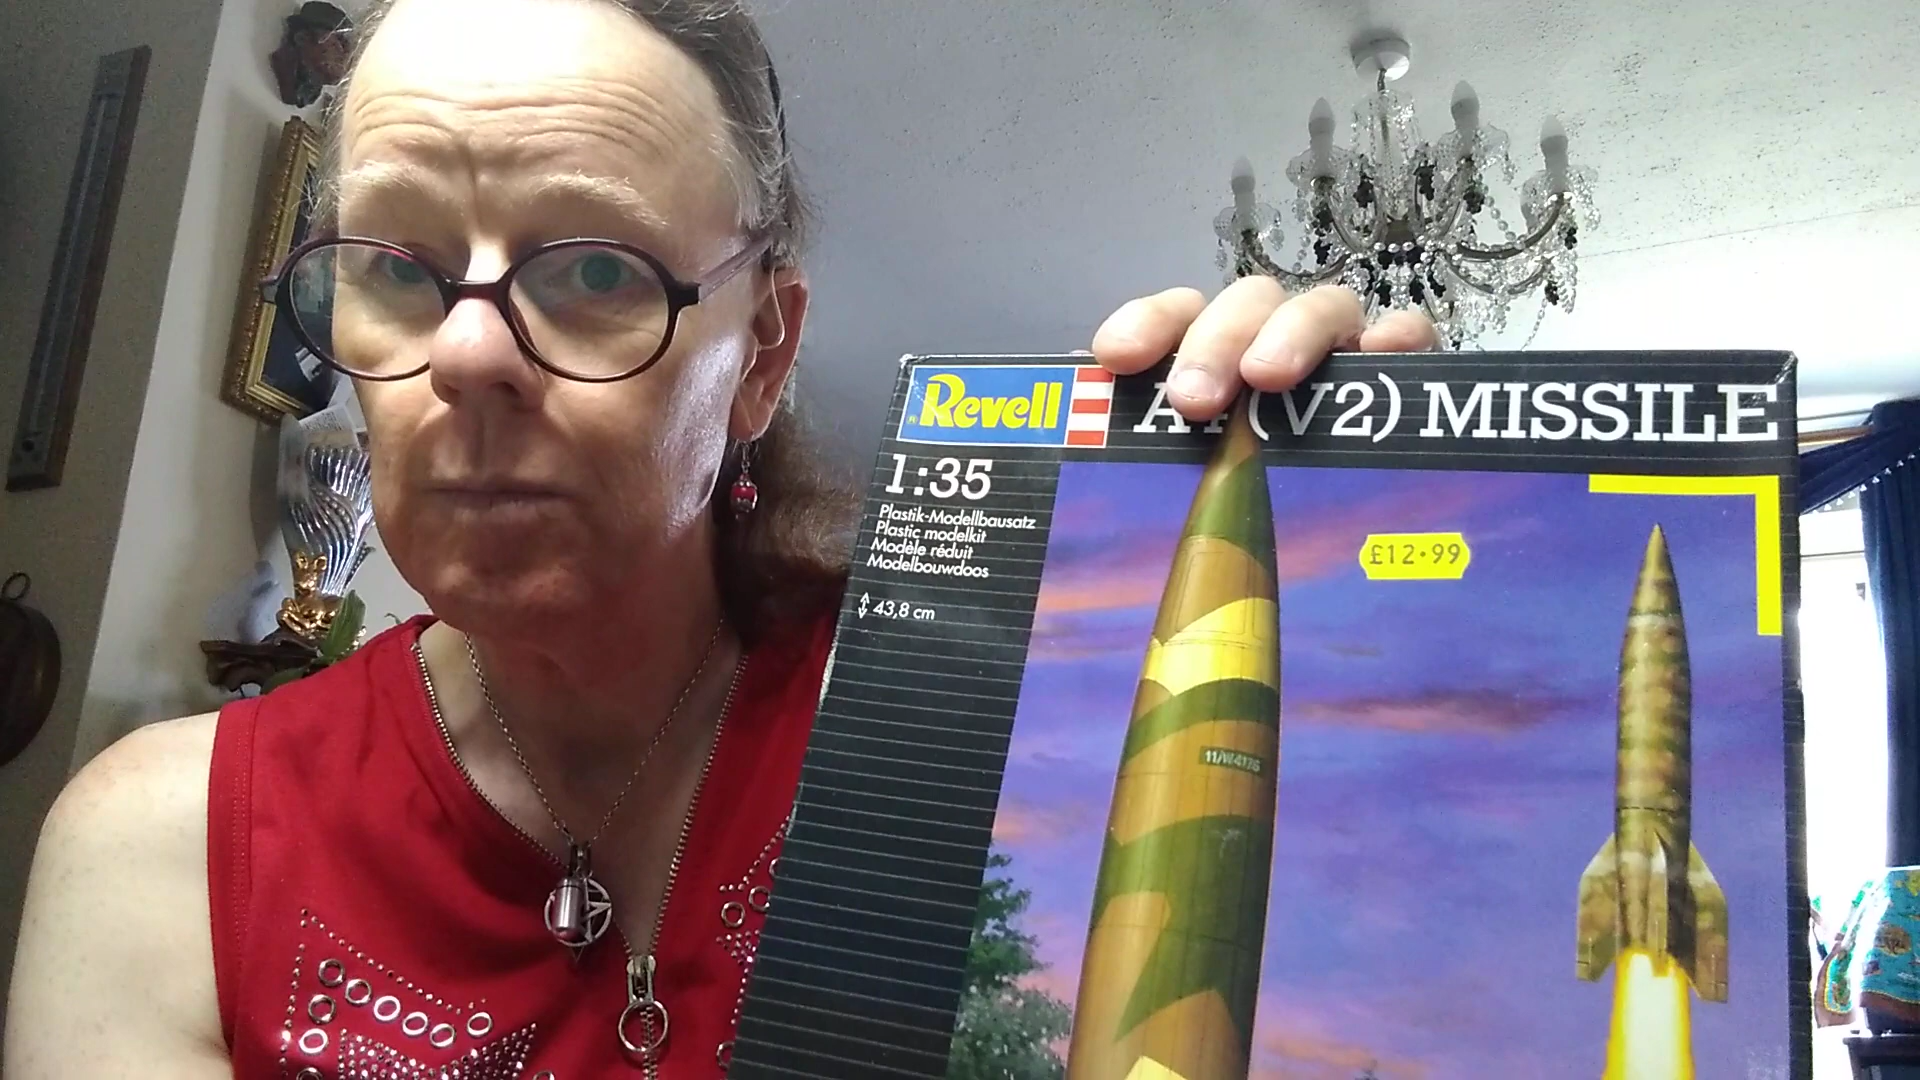 Revell
A4 (V2) MISSILE
1:35
Plastik-Modellbausatz
Plastic modelkit
Modèle réduit
Modelbouwdoos
43,8 cm
£12·99
11/W4176